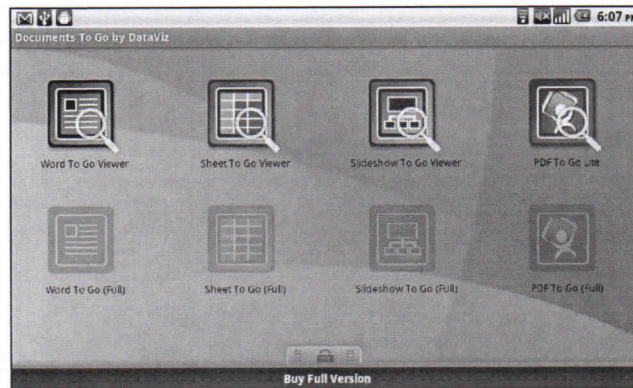 6:07 PM
Documents To Go by DataViz
Word To Go Viewer
Sheet To Go Viewer
Slideshow To Go Viewer
PDF To Go Lite
Word To Go (Full)
Sheet To Go (Full)
Slideshow To Go (Full)
PDF To Go (Full)
Buy Full Version